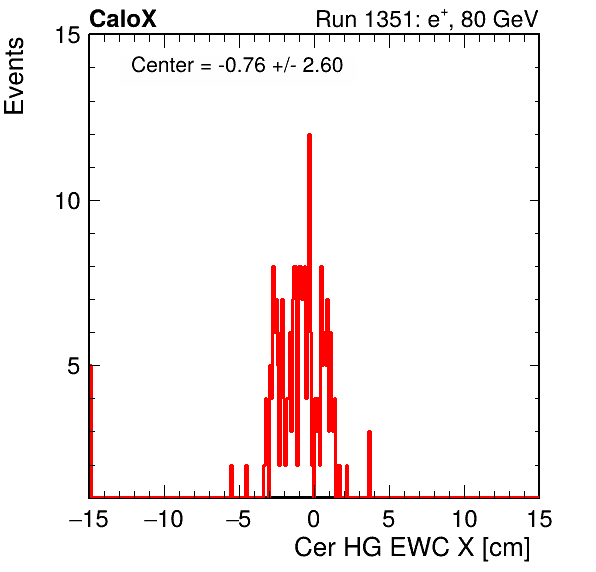 CaloX
Run 1351: e⁺, 80 GeV
Events
Center = -0.76 +/- 2.60
15
10
5
−15 −10 −5 0 5 10 15
Cer HG EWC X [cm]